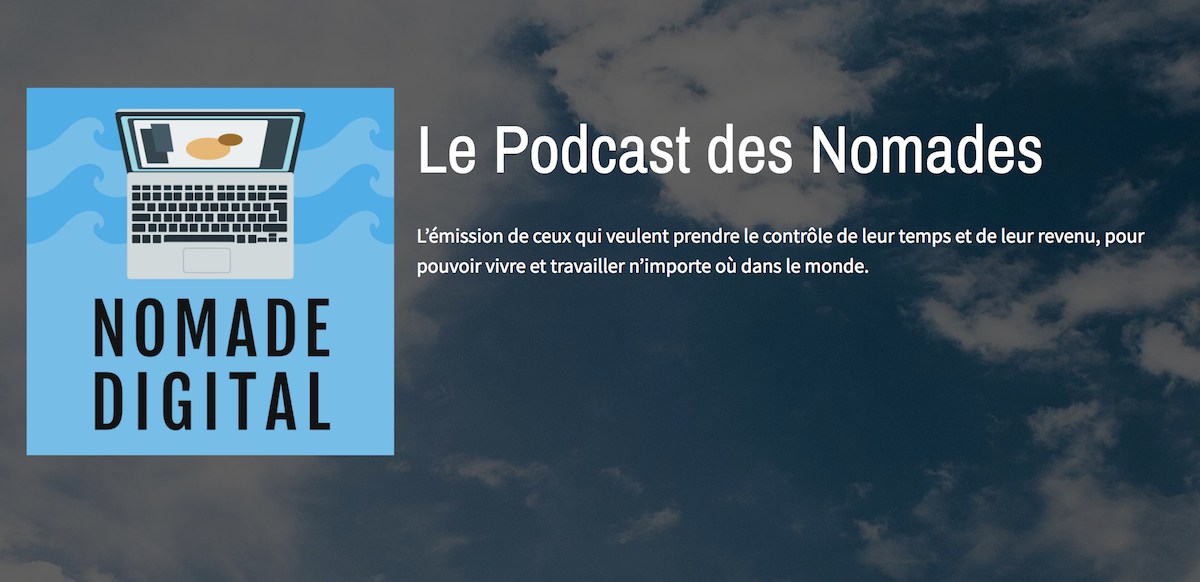 NOMADE
DIGITAL
Le Podcast des Nomades
L’émission de ceux qui veulent prendre le contrôle de leur temps et de leur revenu, pour
pouvoir vivre et travailler n’importe où dans le monde.